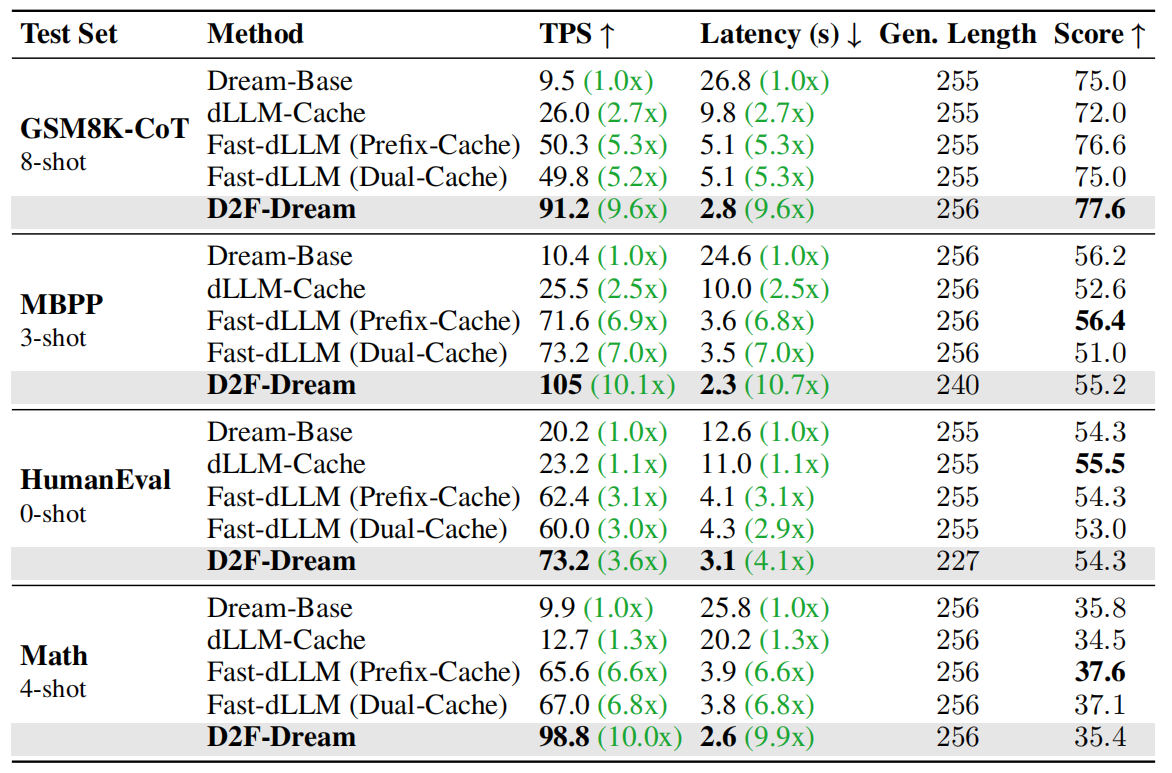 Test Set Method TPS ↑ Latency (s) ↓ Gen. Length Score ↑
Dream-Base 9.5 (1.0x) 26.8 (1.0x) 255 75.0
dLLM-Cache 26.0 (2.7x) 9.8 (2.7x) 255 72.0
GSM8K-CoT
Fast-dLLM (Prefix-Cache) 50.3 (5.3x) 5.1 (5.3x) 255 76.6
8-shot
Fast-dLLM (Dual-Cache) 49.8 (5.2x) 5.1 (5.3x) 255 75.0
D2F-Dream 91.2 (9.6x) 2.8 (9.6x) 256 77.6
Dream-Base 10.4 (1.0x) 24.6 (1.0x) 256 56.2
dLLM-Cache 25.5 (2.5x) 10.0 (2.5x) 256 52.6
MBPP
Fast-dLLM (Prefix-Cache) 71.6 (6.9x) 3.6 (6.8x) 256 56.4
3-shot
Fast-dLLM (Dual-Cache) 73.2 (7.0x) 3.5 (7.0x) 256 51.0
D2F-Dream 105 (10.1x) 2.3 (10.7x) 240 55.2
Dream-Base 20.2 (1.0x) 12.6 (1.0x) 255 54.3
dLLM-Cache 23.2 (1.1x) 11.0 (1.1x) 255 55.5
HumanEval
Fast-dLLM (Prefix-Cache) 62.4 (3.1x) 4.1 (3.1x) 255 54.3
0-shot
Fast-dLLM (Dual-Cache) 60.0 (3.0x) 4.3 (2.9x) 255 53.0
D2F-Dream 73.2 (3.6x) 3.1 (4.1x) 227 54.3
Dream-Base 9.9 (1.0x) 25.8 (1.0x) 256 35.8
dLLM-Cache 12.7 (1.3x) 20.2 (1.3x) 256 34.5
Math
Fast-dLLM (Prefix-Cache) 65.6 (6.6x) 3.9 (6.6x) 256 37.6
4-shot
Fast-dLLM (Dual-Cache) 67.0 (6.8x) 3.8 (6.8x) 256 37.1
D2F-Dream 98.8 (10.0x) 2.6 (9.9x) 256 35.4